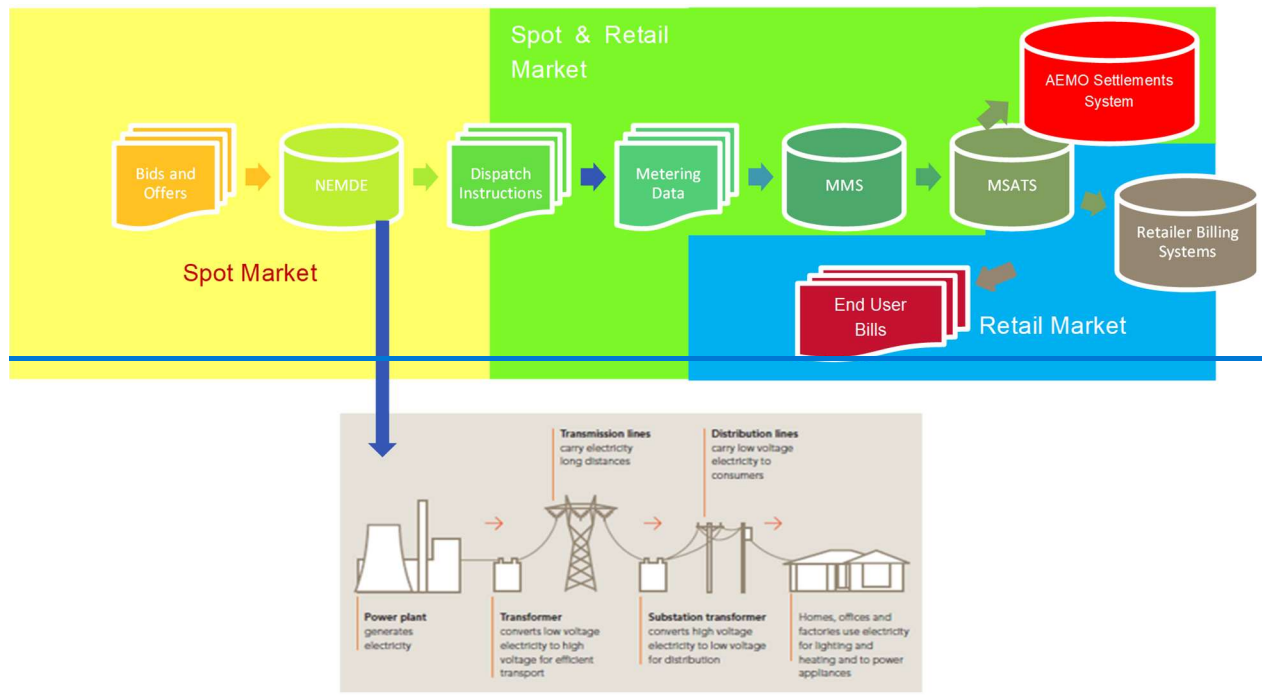 Spot & Retail
Market
AEMO Settlements
System
Bids and
Offers
NEMDE
Dispatch
Instructions
Metering
Data
MMS
MSATS
Retailer Billing
Systems
Spot Market
End User
Bills
Retail Market
Transmission lines
carry electricity
long distances
Distribution lines
carry low voltage
electricity to
consumers
Power plant
generates
electricity
Transformer
converts low voltage
electricity to high
voltage for efficient
transport
Substation transformer
converts high voltage
electricity to low voltage
for distribution
Homes, offices and
factories use electricity
for lighting and
heating and to power
appliances